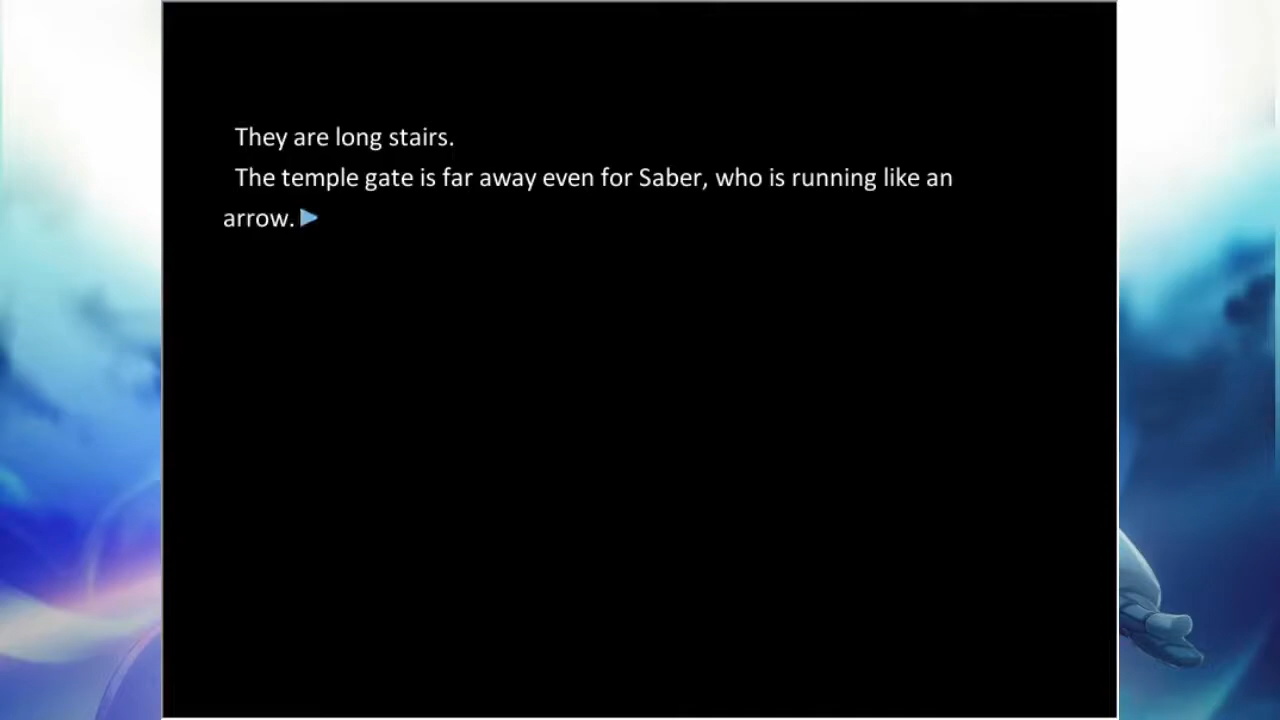 They are long stairs.
The temple gate is far away even for Saber, who is running like an
arrow.